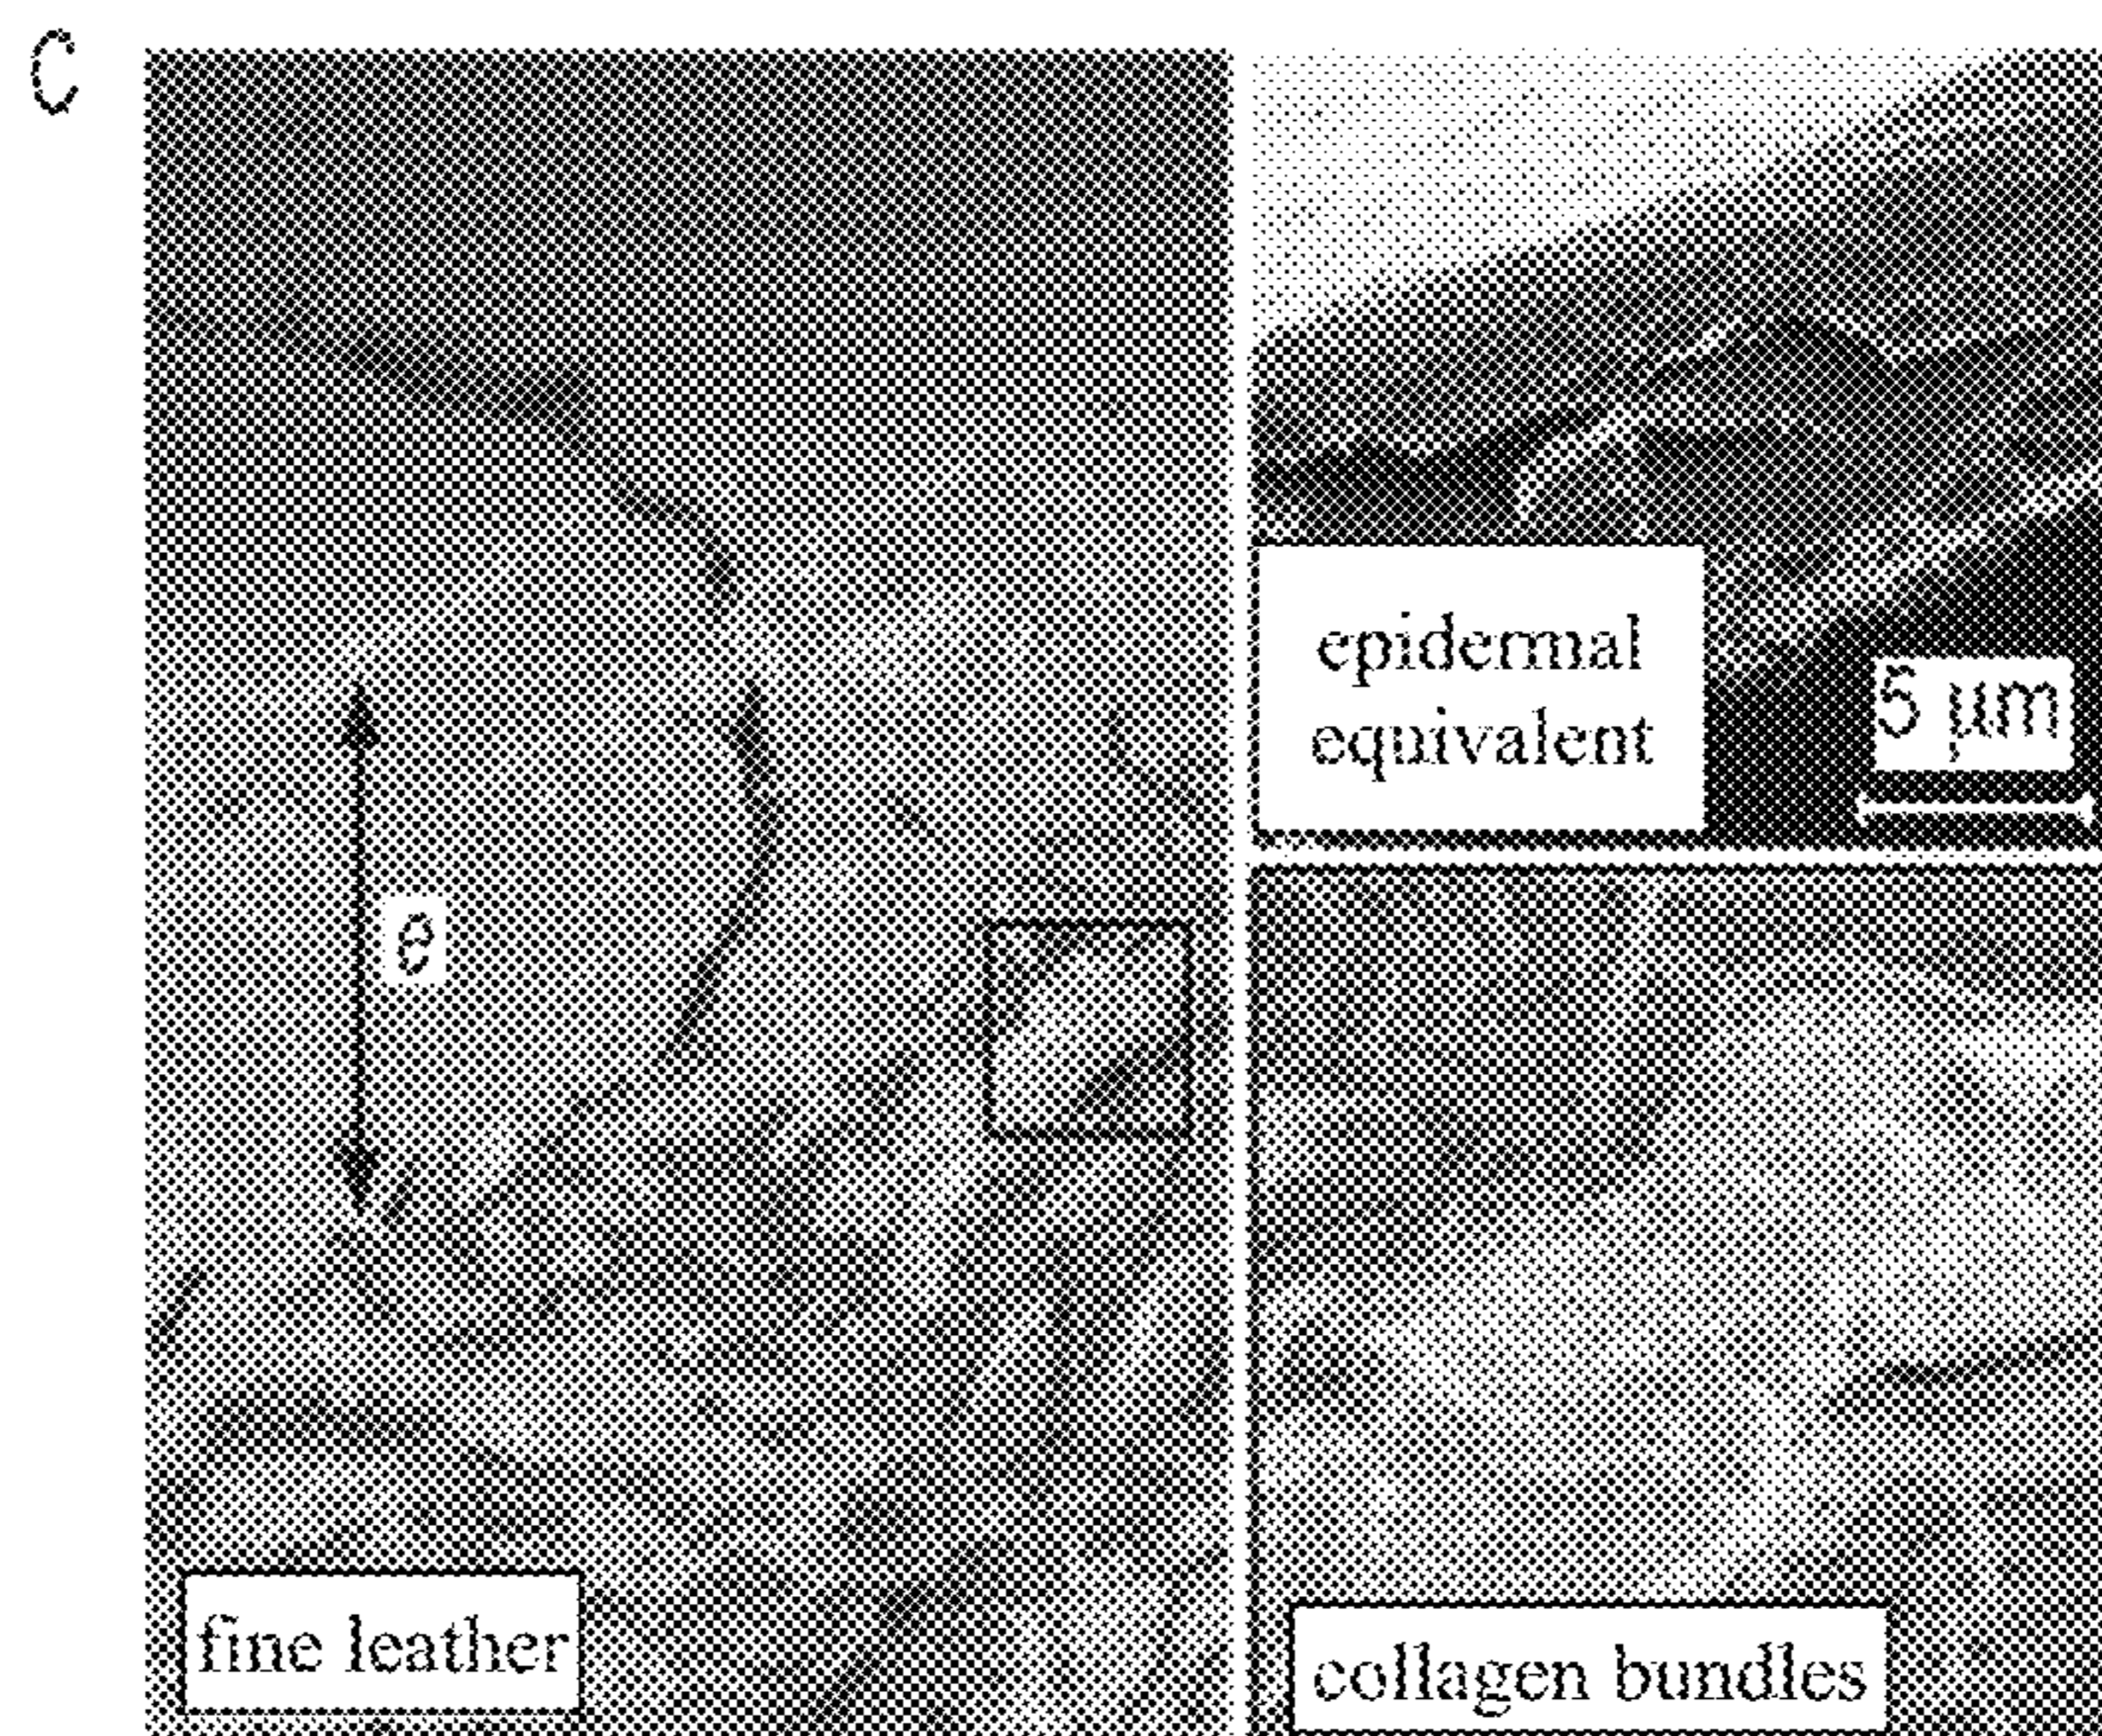 C
e
fine leather
epidermal
equivalent
5 µm
collagen bundles